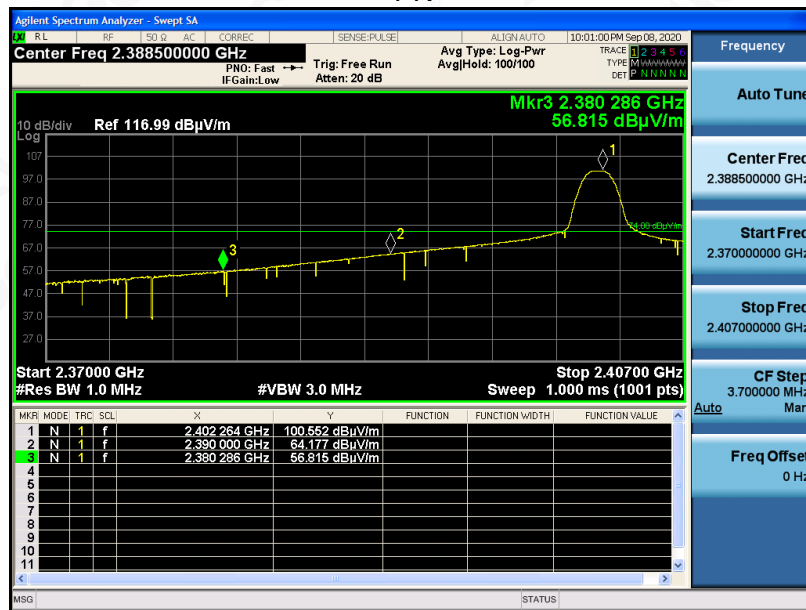 Agilent Spectrum Analyzer - Swept SA
LXI RL RF 50 Ω AC CORREC SENSE:PULSE ALIGN AUTO 10:01:00 PM Sep 08, 2020
Center Freq 2.388500000 GHz
PNO: Fast
IFGain:Low
Trig: Free Run
Atten: 20 dB
Avg Type: Log-Pwr
Avg|Hold: 100/100
TRACE 1 2 3 4 5 6
TYPE M W W W W W
DET P N N N N N
Mkr3 2.380 286 GHz
56.815 dBµV/m
10 dB/div Ref 116.99 dBµV/m
Log
107
97.0
87.0
77.0
67.0
57.0
47.0
37.0
27.0
1
2
3
74.00 dBµV/m
Start 2.37000 GHz Stop 2.40700 GHz
#Res BW 1.0 MHz #VBW 3.0 MHz Sweep 1.000 ms (1001 pts)
MKR MODE TRC SCL X Y FUNCTION FUNCTION WIDTH FUNCTION VALUE
1 N 1 f 2.402 264 GHz 100.552 dBµV/m
2 N 1 f 2.390 000 GHz 64.177 dBµV/m
3 N 1 f 2.380 286 GHz 56.815 dBµV/m
4
5
6
7
8
9
10
11
MSG STATUS
Frequency
Auto Tune
Center Freq
2.388500000 GHz
Start Freq
2.370000000 GHz
Stop Freq
2.407000000 GHz
CF Step
3.700000 MHz
Auto Man
Freq Offset
0 Hz